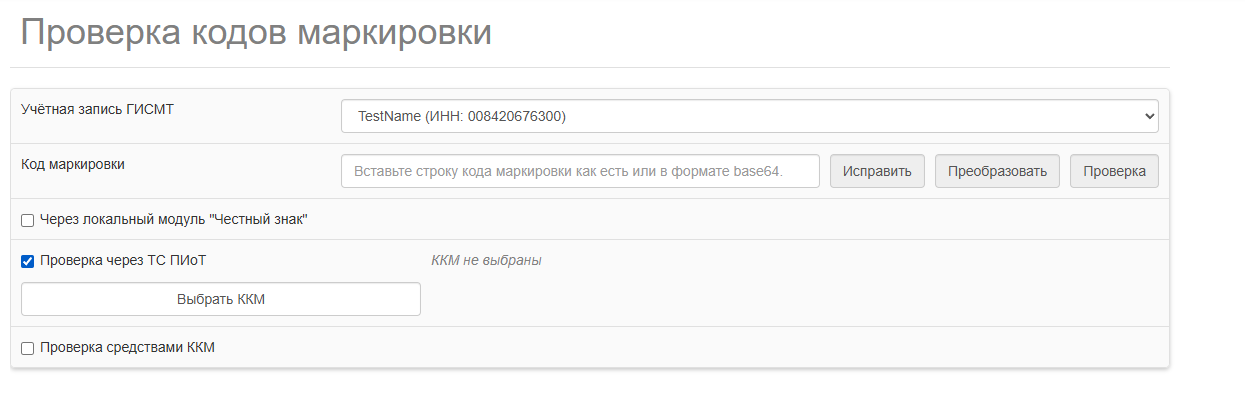 Проверка кодов маркировки
Учётная запись ГИСМТ
TestName (ИНН: 008420676300)
Код маркировки
Вставьте строку кода маркировки как есть или в формате base64.
Исправить
Преобразовать
Проверка
Через локальный модуль "Честный знак"
Проверка через ТС ПИоТ
ККМ не выбраны
Выбрать ККМ
Проверка средствами ККМ